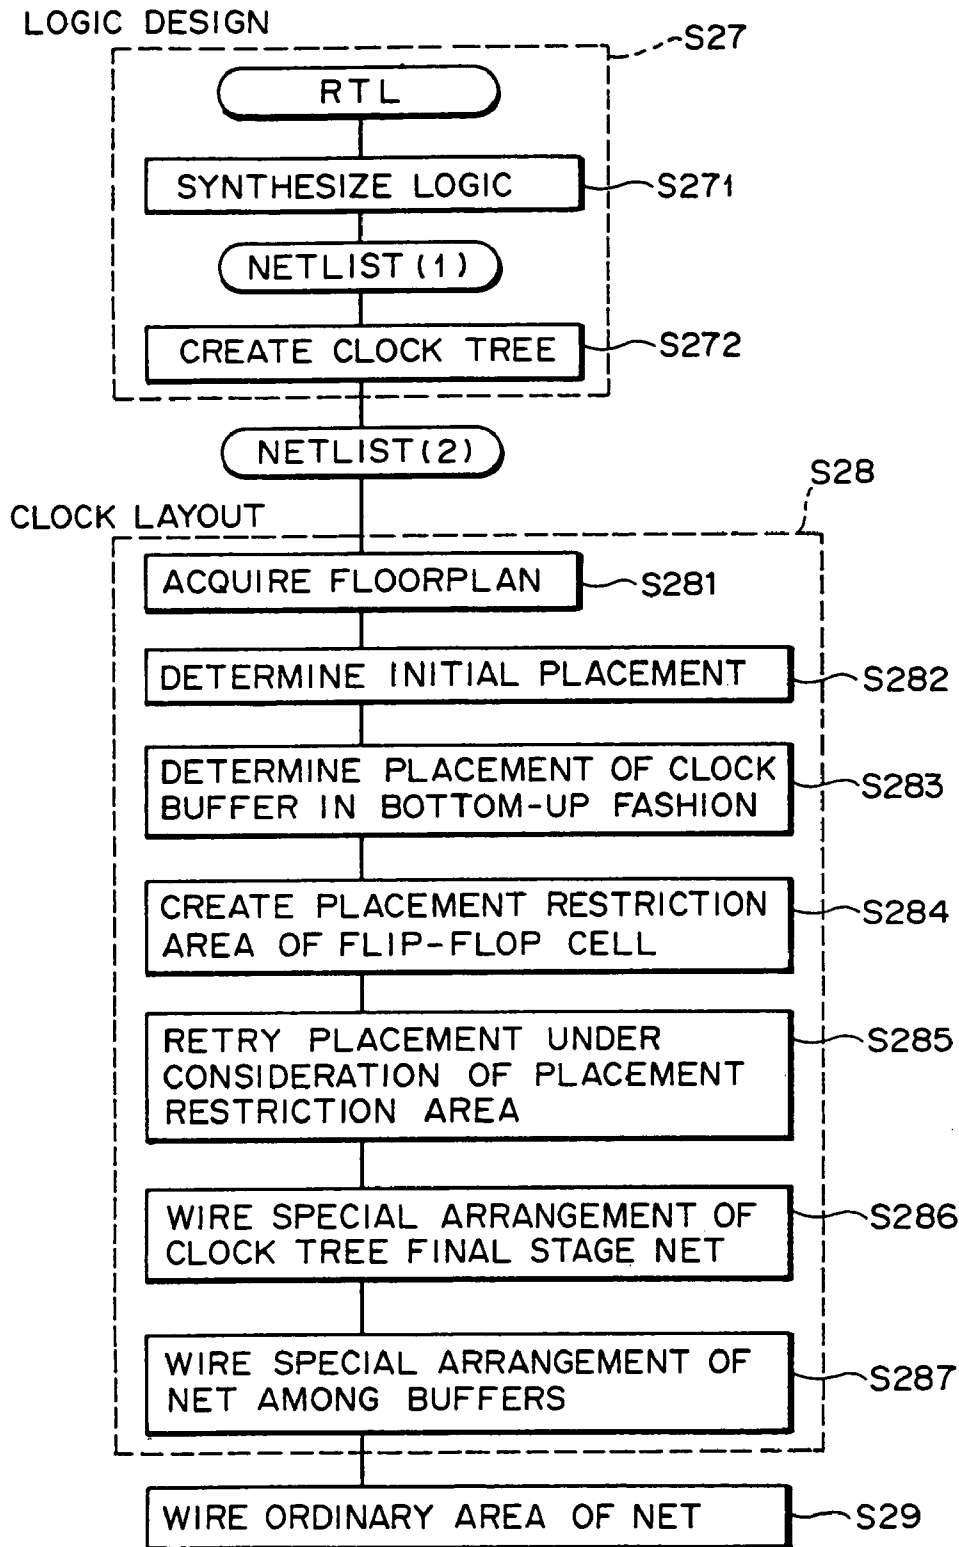 LOGIC DESIGN
S27
RTL
SYNTHESIZE LOGIC
S271
NETLIST (1)
CREATE CLOCK TREE
S272
NETLIST (2)
S28
CLOCK LAYOUT
ACQUIRE FLOORPLAN
S281
DETERMINE INITIAL PLACEMENT
S282
DETERMINE PLACEMENT OF CLOCK
BUFFER IN BOTTOM-UP FASHION
S283
CREATE PLACEMENT RESTRICTION
AREA OF FLIP-FLOP CELL
S284
RETRY PLACEMENT UNDER
CONSIDERATION OF PLACEMENT
RESTRICTION AREA
S285
WIRE SPECIAL ARRANGEMENT OF
CLOCK TREE FINAL STAGE NET
S286
WIRE SPECIAL ARRANGEMENT OF
NET AMONG BUFFERS
S287
WIRE ORDINARY AREA OF NET
S29